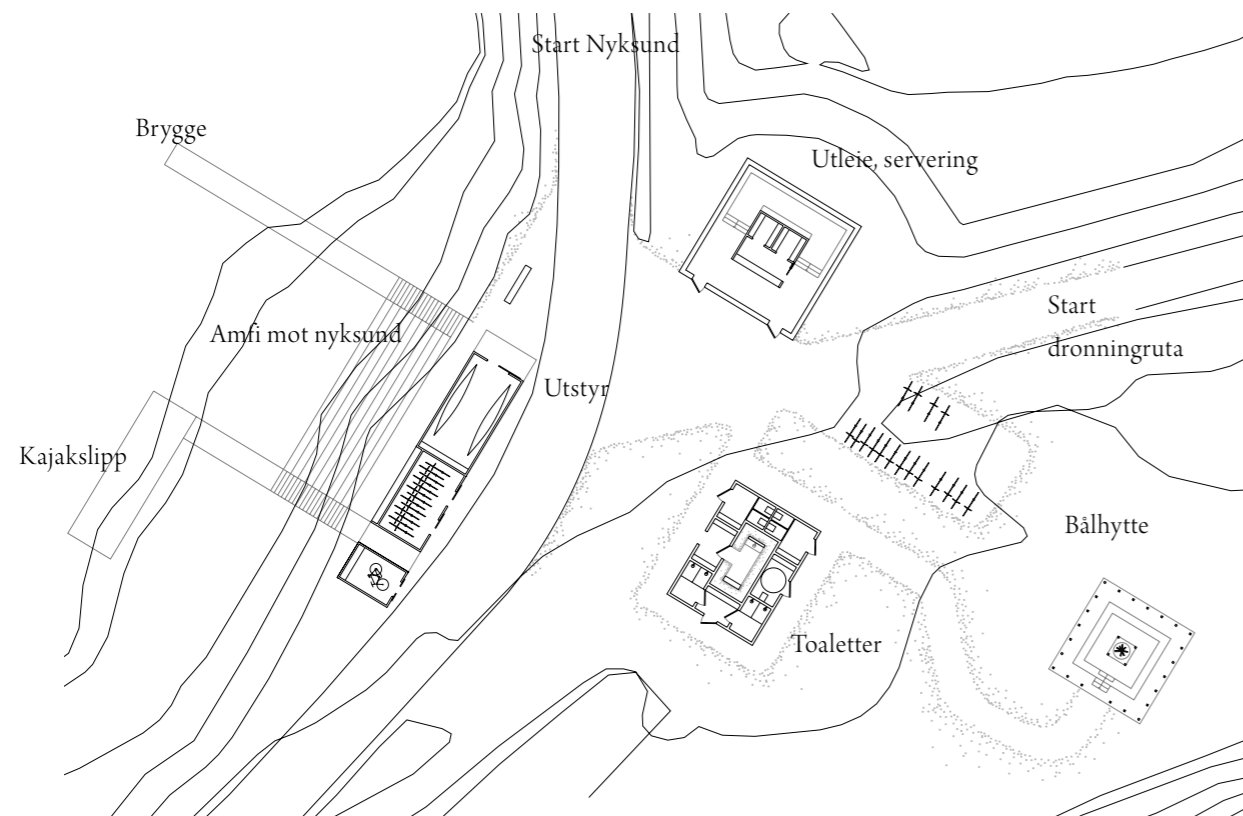 Start Nyksund
Brygge
Utleie, servering
Start
dronningruta
Amfi mot nyksund
Utstyr
Kajakslipp
Bålhytte
Toaletter